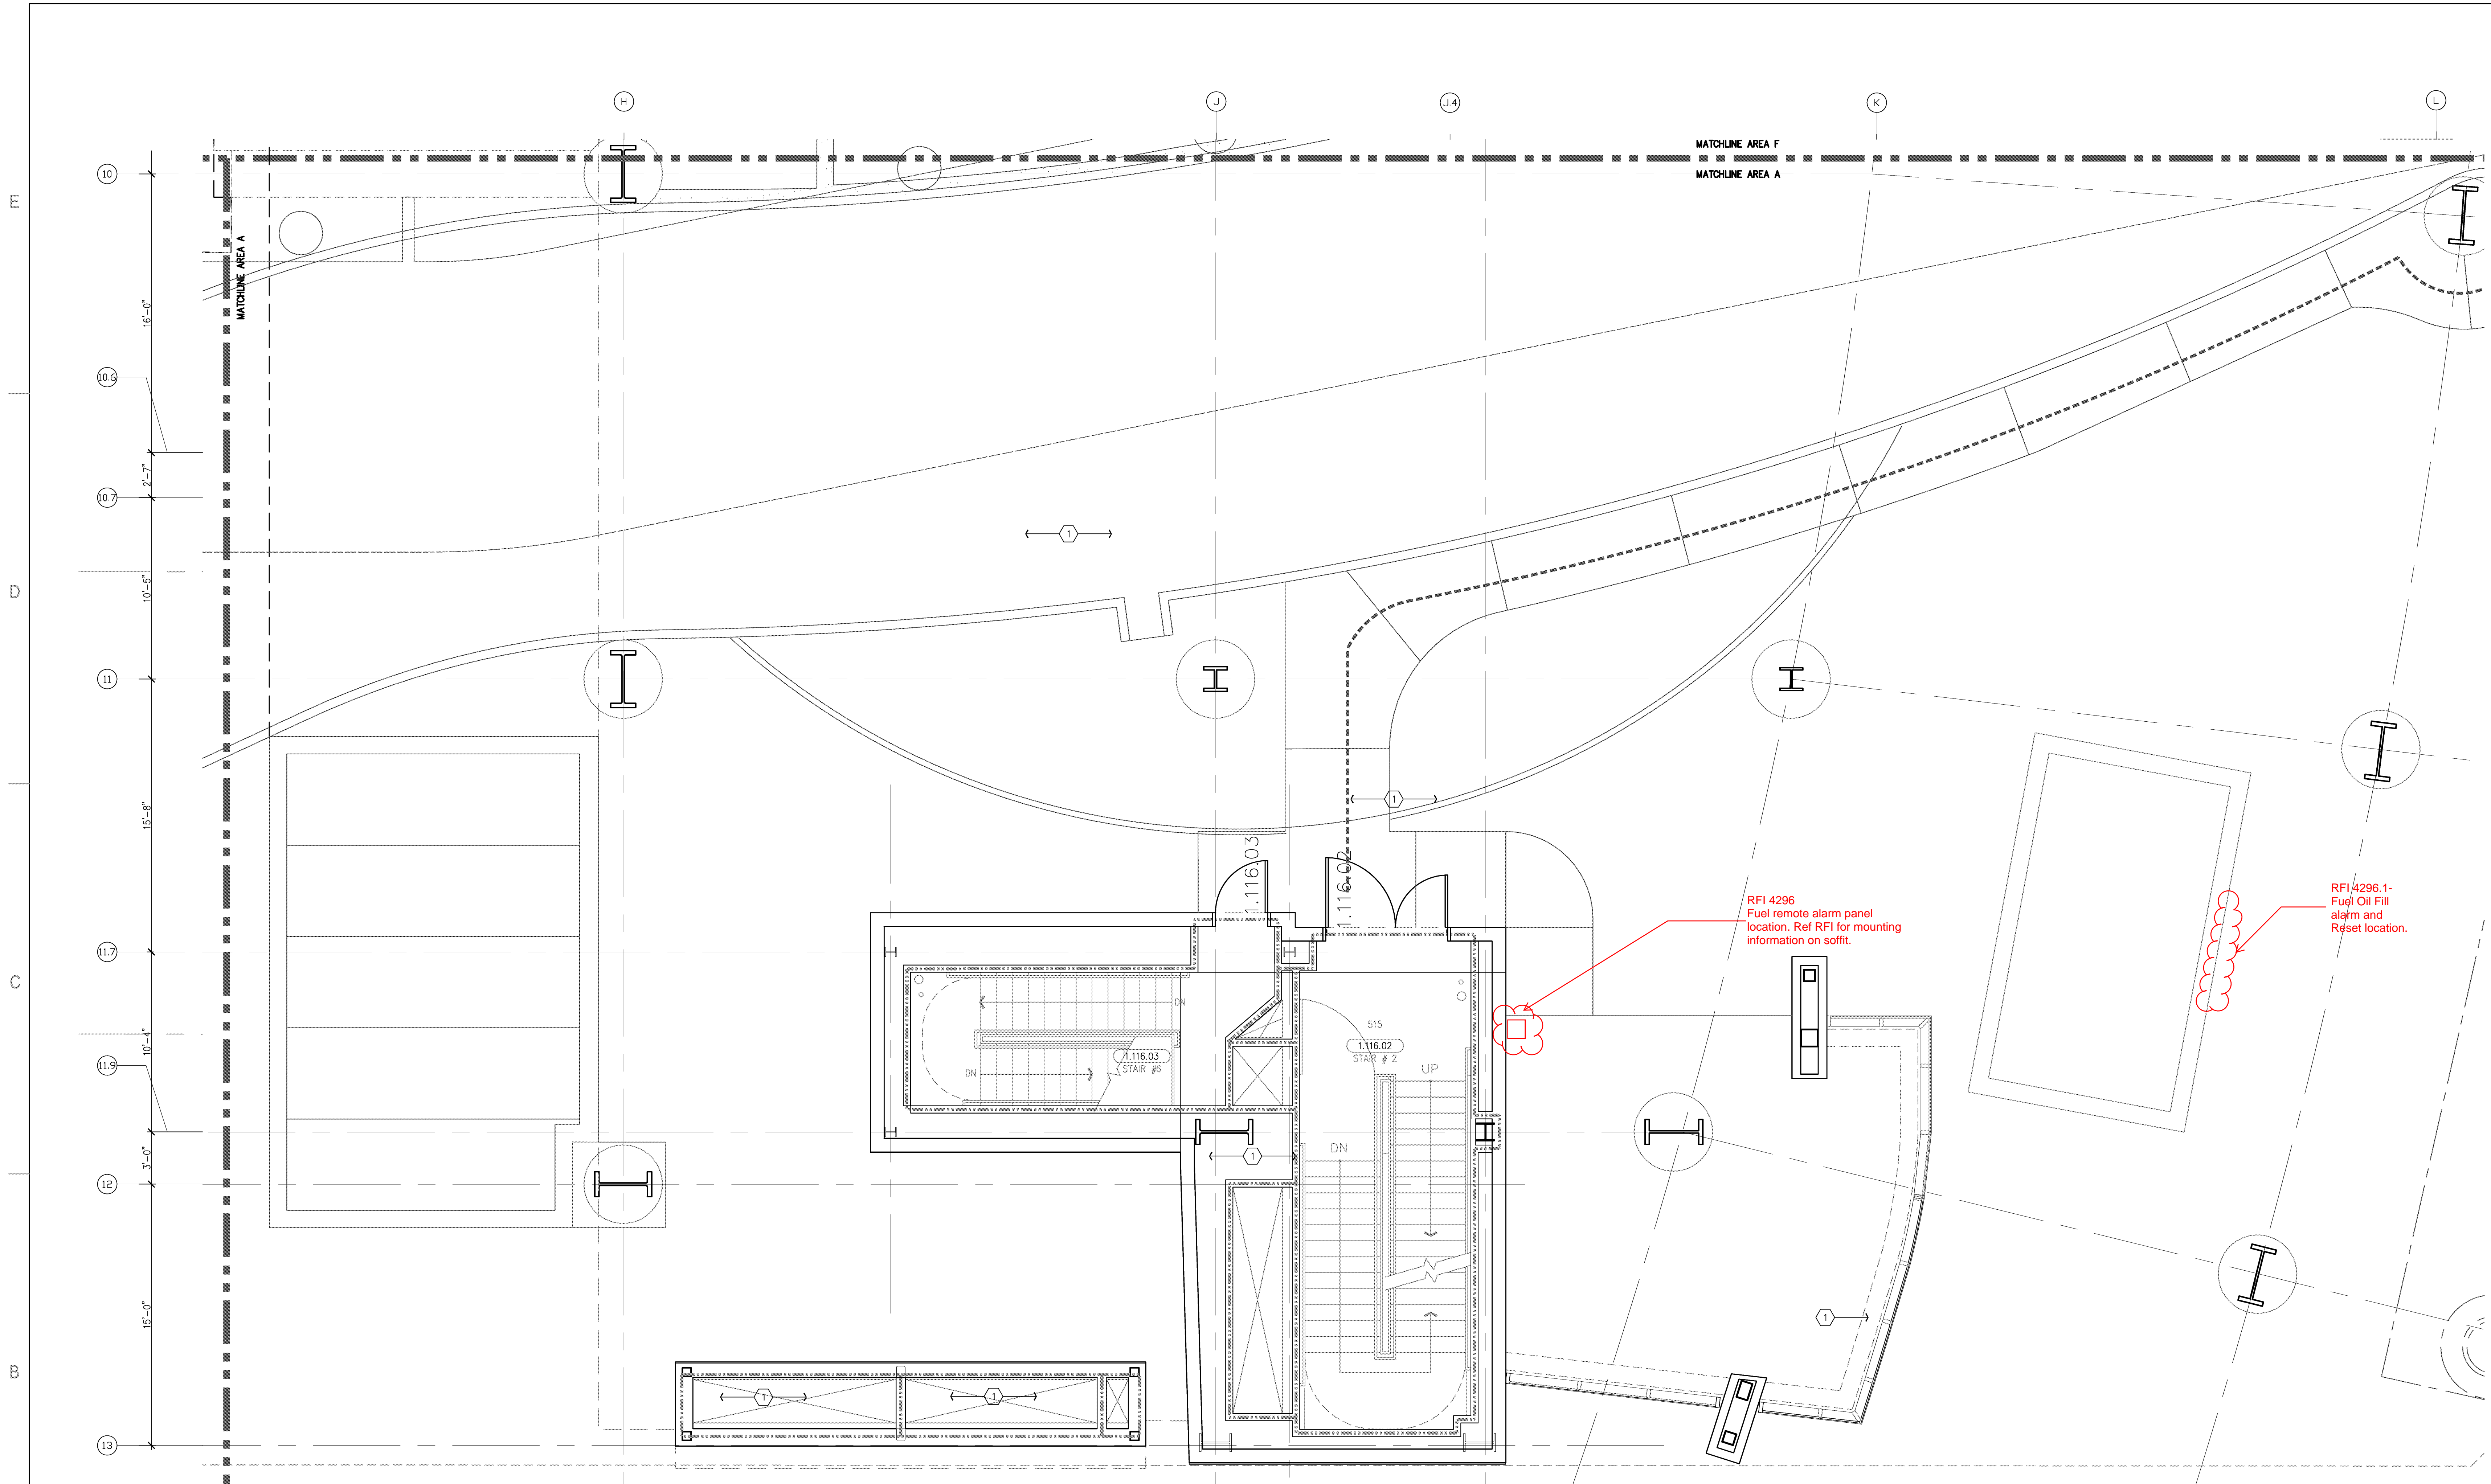 H
J
J.4
K
L
MATCHLINE AREA F
MATCHLINE AREA A
10
E
MATCHLINE AREA A
16'-0"
10.6
2'-7"
10.7
1
D
10'-5"
11
15'-8"
1
1.116.03
1.116.02
RFI 4296
Fuel remote alarm panel
location. Ref RFI for mounting
information on soffit.
RFI 4296.1-
Fuel Oil Fill
alarm and
Reset location.
11.7
C
DN
515
1.116.02
STAIR # 2
10'-4"
1.116.03
STAIR #6
DN
UP
11.9
3'-0"
DN
1
12
15'-0"
1
B
1
1
13